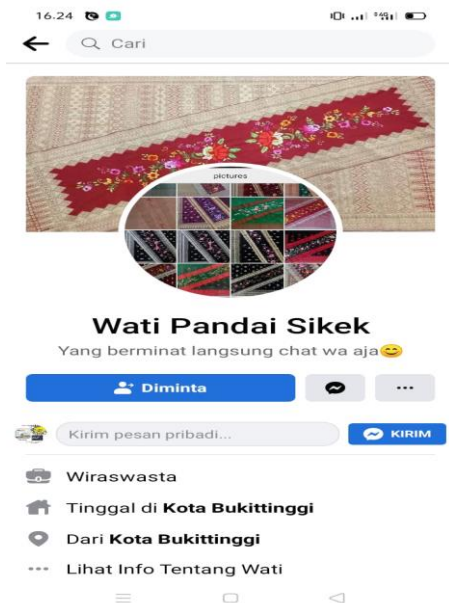 16.24
Cari
pictures
Wati Pandai Sikek
Yang berminat langsung chat wa aja😊
Diminta
Kirim pesan pribadi...
KIRIM
Wiraswasta
Tinggal di Kota Bukittinggi
Dari Kota Bukittinggi
Lihat Info Tentang Wati